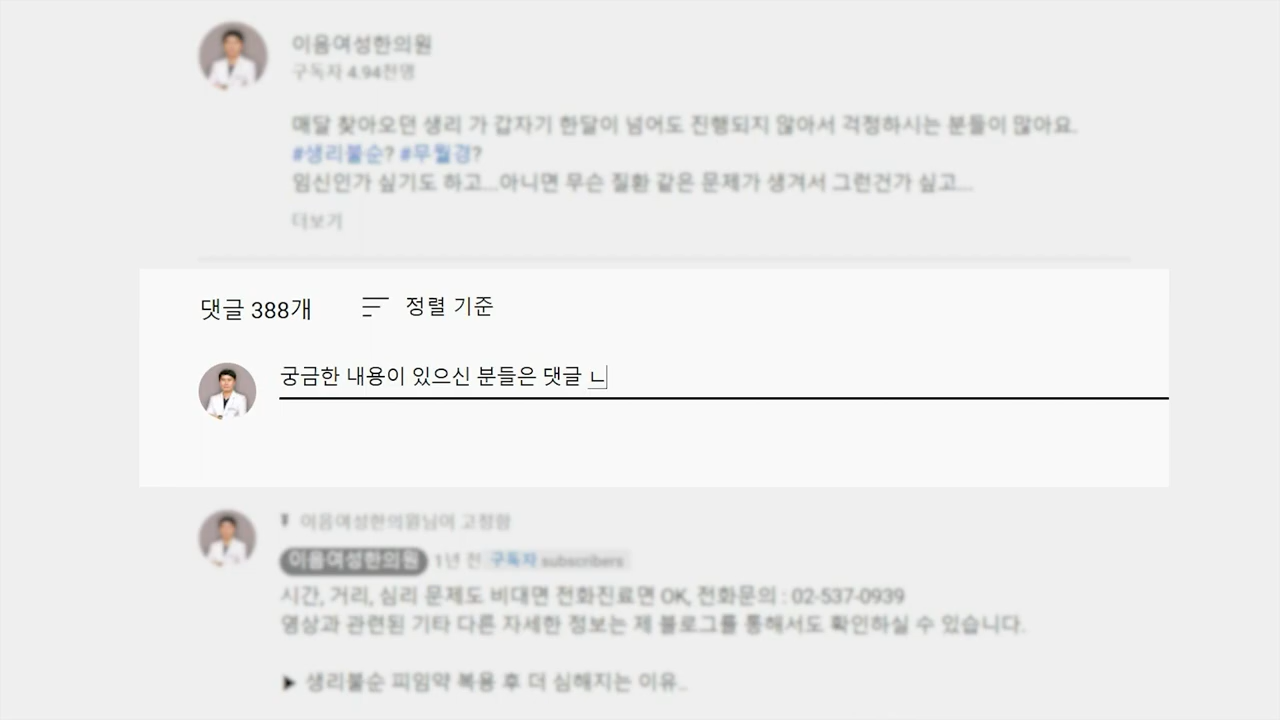 이음여성한의원
구독자 4.94천명
매달 찾아오던 생리 가 갑자기 한달이 넘어도 진행되지 않아서 걱정하시는 분들이 많아요.
#생리불순? #무월경?
임신인가 싶기도 하고....아니면 무슨 질환 같은 문제가 생겨서 그런건가 싶고....
더보기
댓글 388개 정렬 기준
궁금한 내용이 있으신 분들은 댓글 ㄴ
이음여성한의원님이 고정함
이음여성한의원 1년 전 구독자 subscribers
시간, 거리, 심리 문제도 비대면 전화진료면 OK, 전화문의 : 02-537-0939
영상과 관련된 기타 다른 자세한 정보는 제 블로그를 통해서도 확인하실 수 있습니다.
▶ 생리불순 피임약 복용 후 더 심해지는 이유..